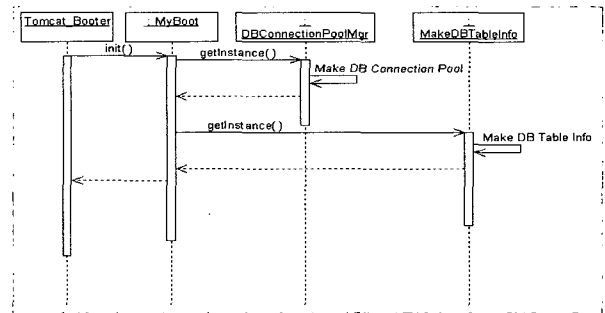 Tomcat_Booter
: MyBoot
:
DBConnectionPoolMgr
:
MakeDBTableInfo
init()
getInstance()
Make DB Connection Pool
getInstance()
Make DB Table Info